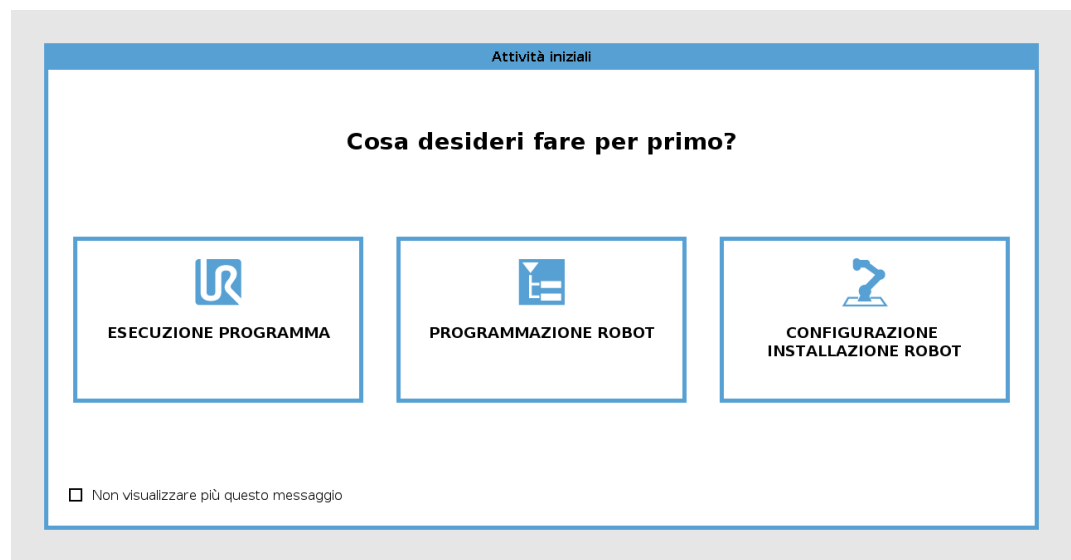 Attività iniziali
Cosa desideri fare per primo?
ESECUZIONE PROGRAMMA
PROGRAMMAZIONE ROBOT
CONFIGURAZIONE
INSTALLAZIONE ROBOT
Non visualizzare più questo messaggio